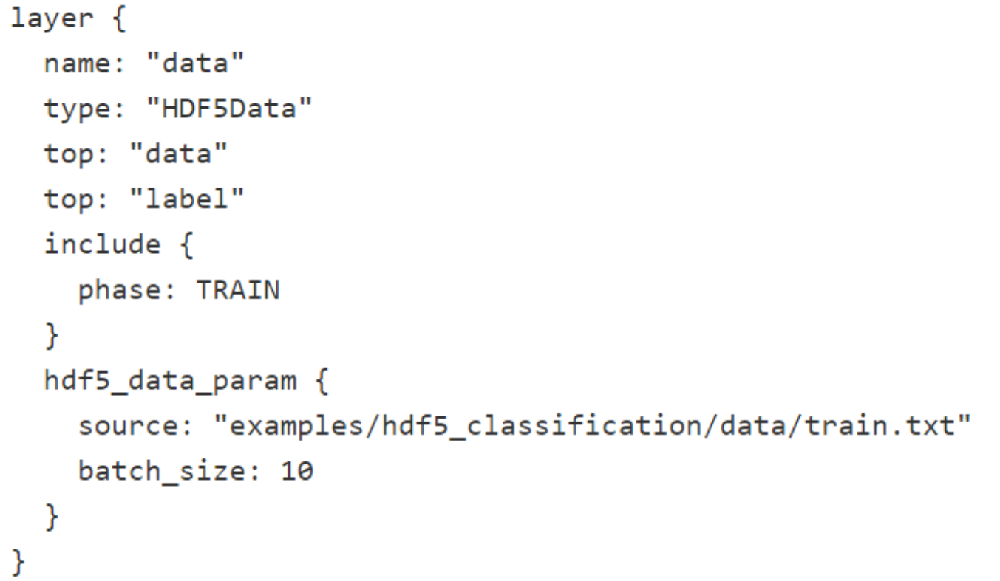 layer {
  name: "data"
  type: "HDF5Data"
  top: "data"
  top: "label"
  include {
    phase: TRAIN
  }
  hdf5_data_param {
    source: "examples/hdf5_classification/data/train.txt"
    batch_size: 10
  }
}